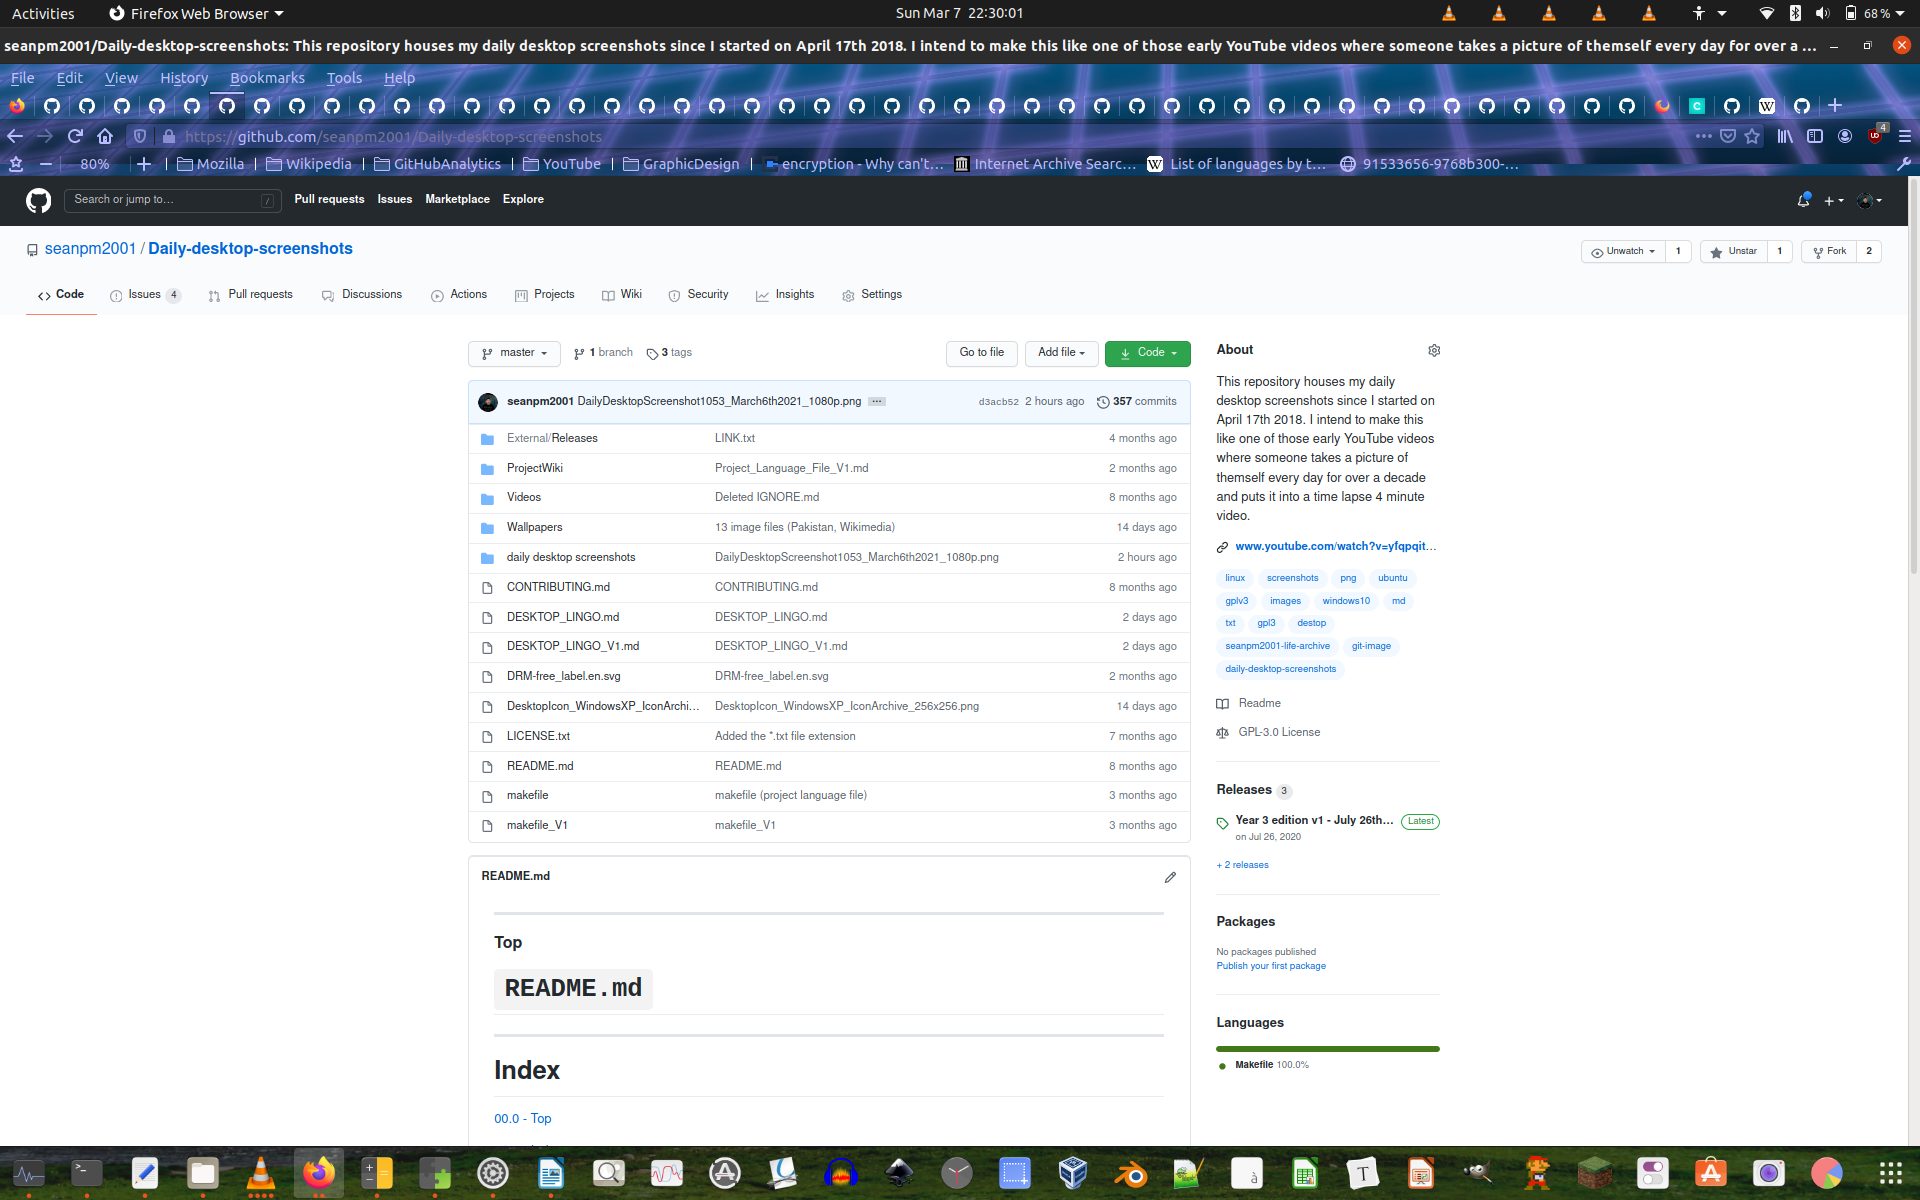 Activities Firefox Web Browser Sun Mar 7 22:30:01 68 %
seanpm2001/Daily-desktop-screenshots: This repository houses my daily desktop screenshots since I started on April 17th 2018. I intend to make this like one of those early YouTube videos where someone takes a picture of themself every day for over a ...
File Edit View History Bookmarks Tools Help
https://github.com/seanpm2001/Daily-desktop-screenshots 4
80% Mozilla Wikipedia GitHubAnalytics YouTube GraphicDesign encryption - Why can't... Internet Archive Searc... List of languages by t... 91533656-9768b300-...
Search or jump to... / Pull requests Issues Marketplace Explore
seanpm2001 / Daily-desktop-screenshots Unwatch 1 Unstar 1 Fork 2
Code Issues 4 Pull requests Discussions Actions Projects Wiki Security Insights Settings
master 1 branch 3 tags Go to file Add file Code
seanpm2001 DailyDesktopScreenshot1053_March6th2021_1080p.png ... d3acb52 2 hours ago 357 commits
External/Releases LINK.txt 4 months ago
ProjectWiki Project_Language_File_V1.md 2 months ago
Videos Deleted IGNORE.md 8 months ago
Wallpapers 13 image files (Pakistan, Wikimedia) 14 days ago
daily desktop screenshots DailyDesktopScreenshot1053_March6th2021_1080p.png 2 hours ago
CONTRIBUTING.md CONTRIBUTING.md 8 months ago
DESKTOP_LINGO.md DESKTOP_LINGO.md 2 days ago
DESKTOP_LINGO_V1.md DESKTOP_LINGO_V1.md 2 days ago
DRM-free_label.en.svg DRM-free_label.en.svg 2 months ago
DesktopIcon_WindowsXP_IconArchi... DesktopIcon_WindowsXP_IconArchive_256x256.png 14 days ago
LICENSE.txt Added the *.txt file extension 7 months ago
README.md README.md 8 months ago
makefile makefile (project language file) 3 months ago
makefile_V1 makefile_V1 3 months ago
README.md
Top
README.md
Index
00.0 - Top
About
This repository houses my daily
desktop screenshots since I started on
April 17th 2018. I intend to make this
like one of those early YouTube videos
where someone takes a picture of
themself every day for over a decade
and puts it into a time lapse 4 minute
video.
www.youtube.com/watch?v=yfqpqit...
linux screenshots png ubuntu
gplv3 images windows10 md
txt gpl3 destop
seanpm2001-life-archive git-image
daily-desktop-screenshots
Readme
GPL-3.0 License
Releases 3
Year 3 edition v1 - July 26th... Latest
on Jul 26, 2020
+ 2 releases
Packages
No packages published
Publish your first package
Languages
Makefile 100.0%